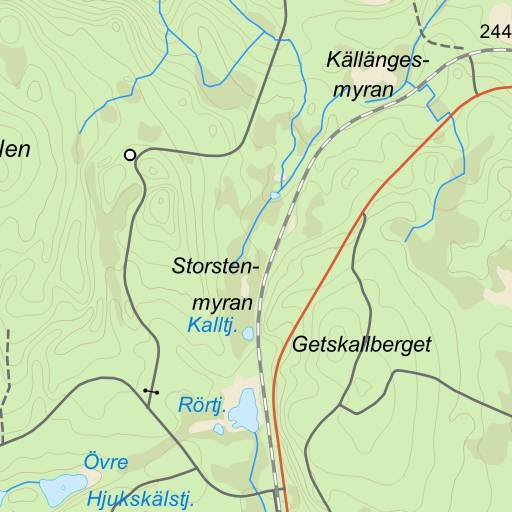 244
Källänges-
myran
len
Storsten-
myran
Kalltj.
Getskallberget
Rörtj.
Övre
Hjukskälstj.